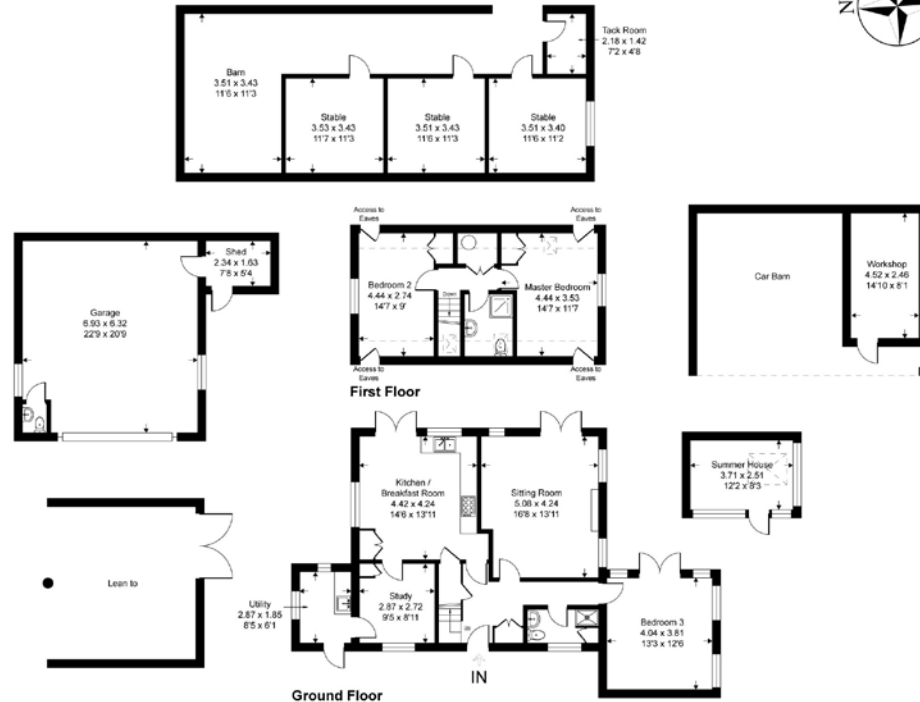 N
Tack Room
2.18 x 1.42
7'2 x 4'8
Barn
3.51 x 3.43
11'6 x 11'3
Stable
3.53 x 3.43
11'7 x 11'3
Stable
3.51 x 3.43
11'6 x 11'3
Stable
3.51 x 3.40
11'6 x 11'2
Access to
Eaves
Access to
Eaves
Shed
2.34 x 1.63
7'8 x 5'4
Garage
6.93 x 6.32
22'9 x 20'9
Bedroom 2
4.44 x 2.74
14'7 x 9'
Down
Master Bedroom
4.44 x 3.53
14'7 x 11'7
Car Barn
Workshop
4.52 x 2.46
14'10 x 8'1
Access to
Eaves
Access to
Eaves
First Floor
Kitchen /
Breakfast Room
4.42 x 4.24
14'6 x 13'11
Sitting Room
5.08 x 4.24
16'8 x 13'11
Summer House
3.71 x 2.51
12'2 x 8'3
Lean to
Utility
2.87 x 1.85
8'5 x 6'1
Study
2.87 x 2.72
9'5 x 8'11
Bedroom 3
4.04 x 3.81
13'3 x 12'6
IN
Ground Floor